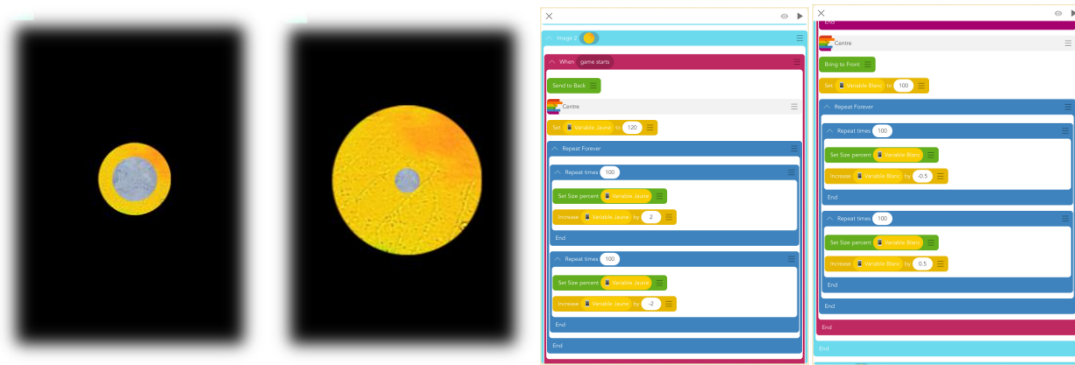 Image 2
When game starts
Send to Back
Centre
Set Variable Jaune to 120
Repeat Forever
Repeat times 100
Set Size percent Variable Jaune
Increase Variable Jaune by 2
End
Repeat times 100
Set Size percent Variable Jaune
Increase Variable Jaune by -2
End
End
End
Centre
Bring to Front
Set Variable Blanc to 100
Repeat Forever
Repeat times 100
Set Size percent Variable Blanc
Increase Variable Blanc by -0.5
End
Repeat times 100
Set Size percent Variable Blanc
Increase Variable Blanc by 0.5
End
End
End
End